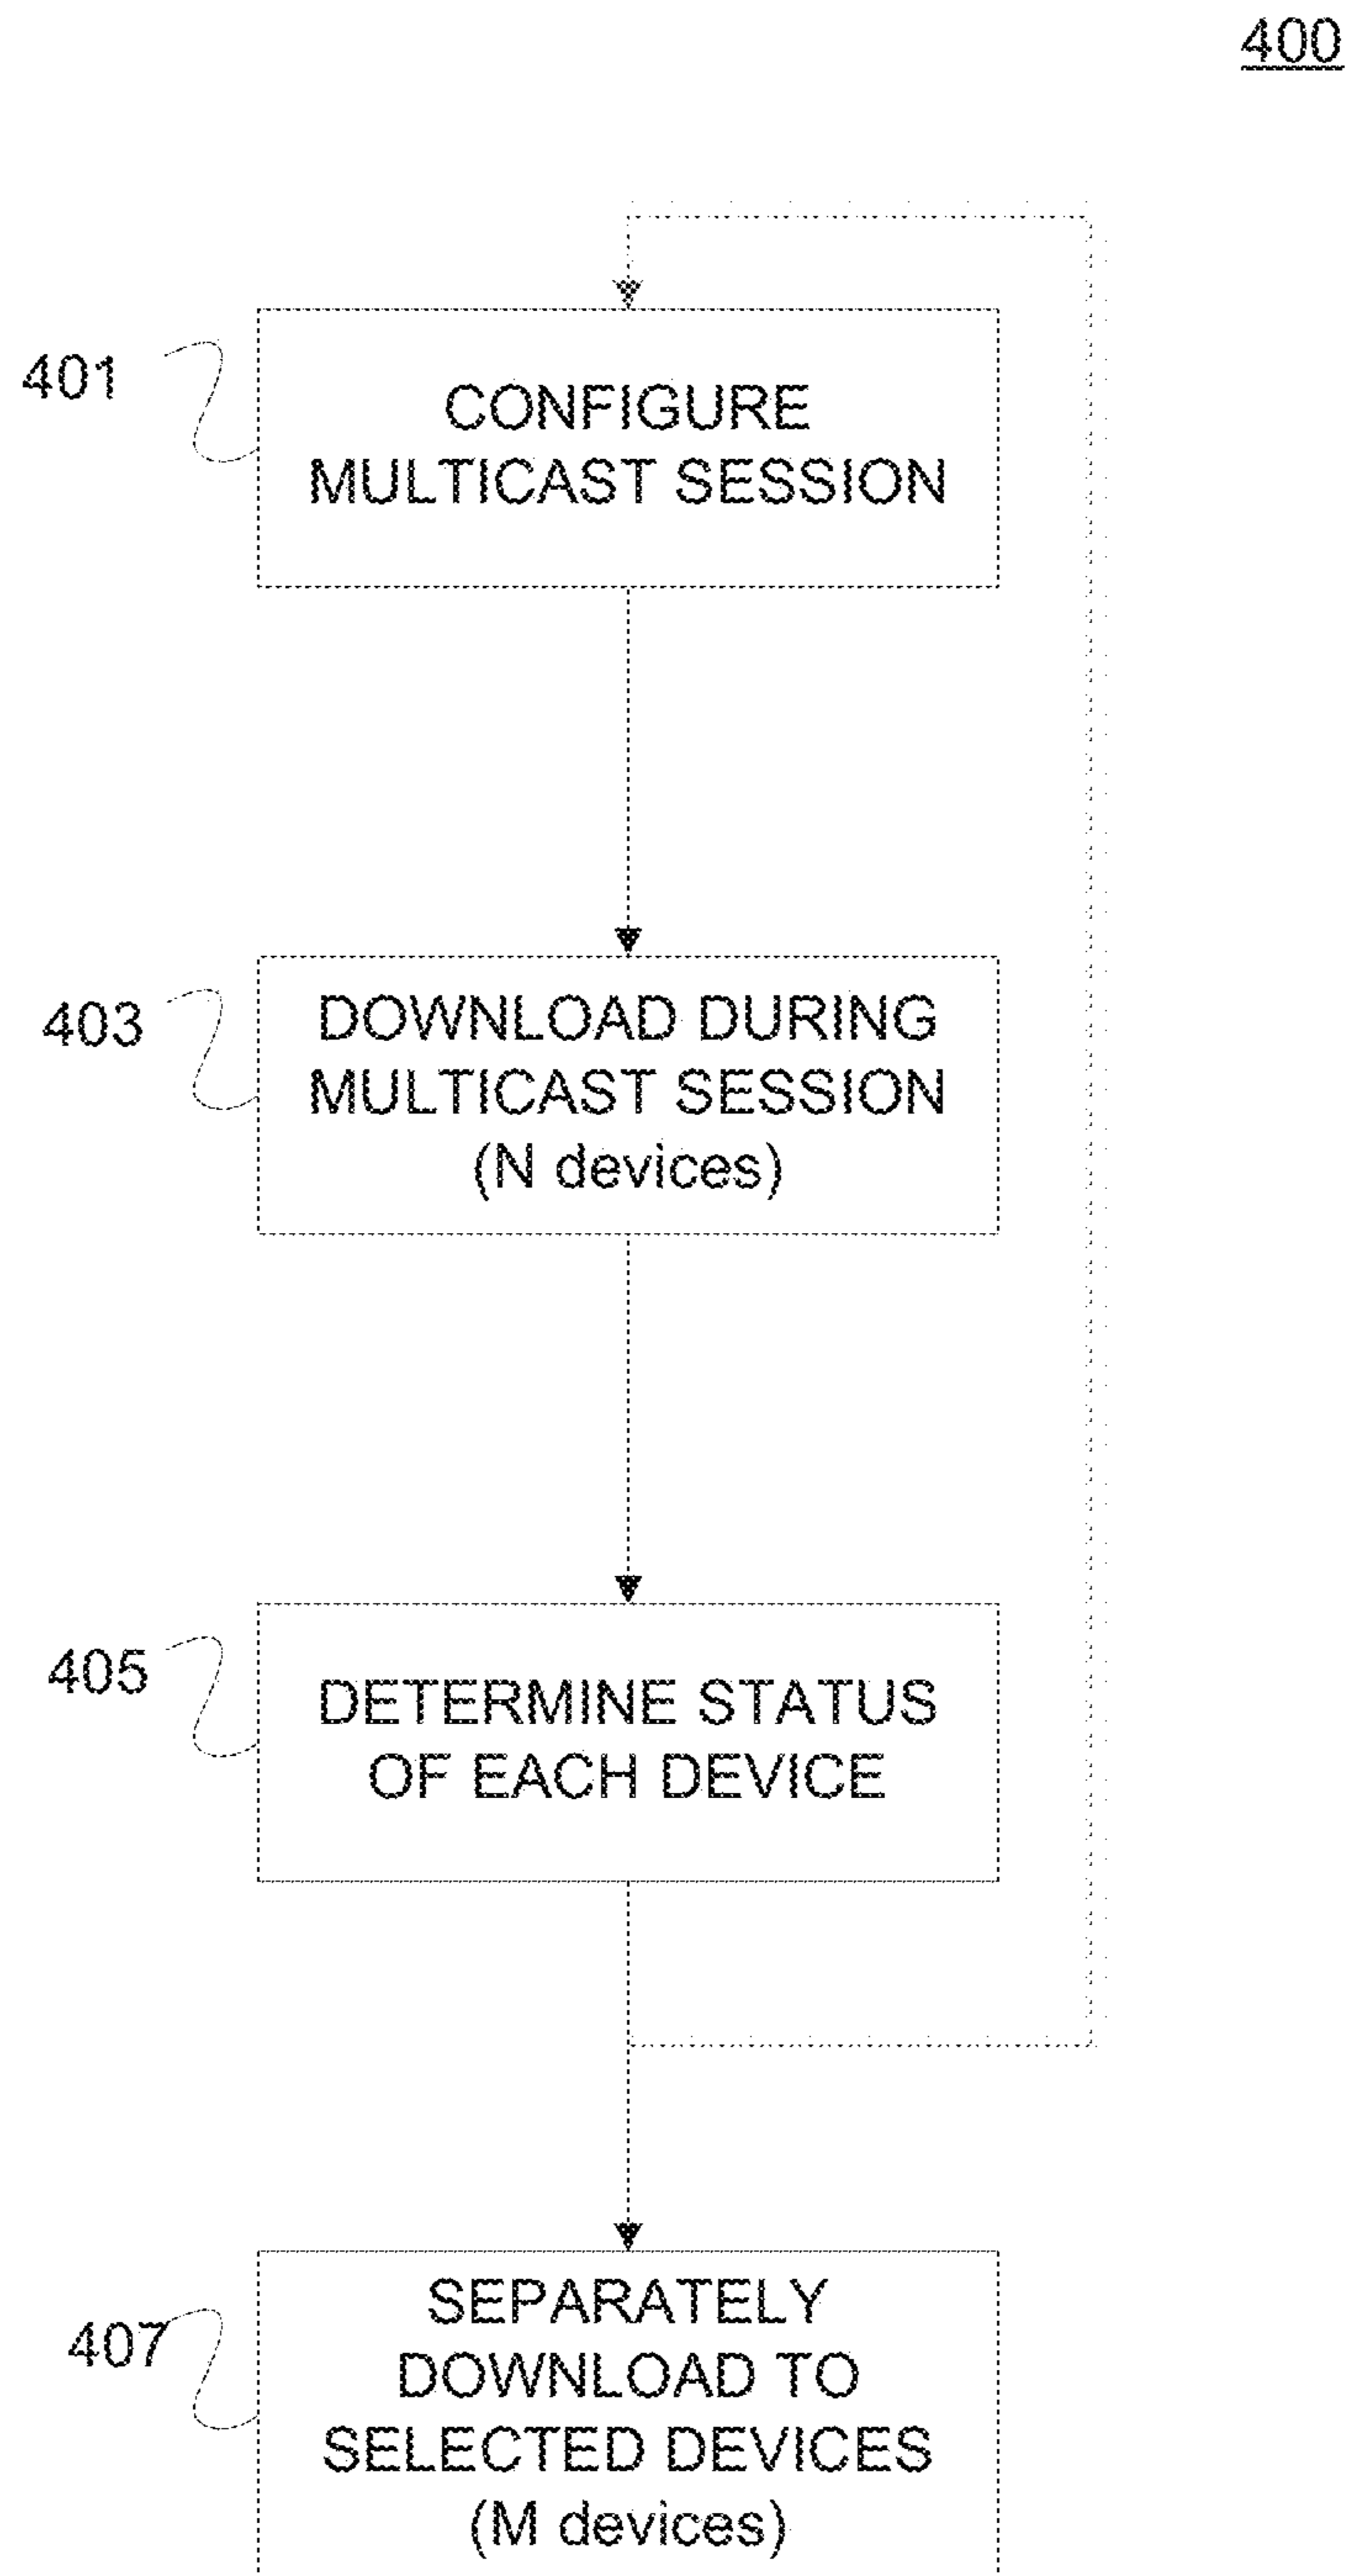 400
401
CONFIGURE
MULTICAST SESSION
403
DOWNLOAD DURING
MULTICAST SESSION
(N devices)
405
DETERMINE STATUS
OF EACH DEVICE
407
SEPARATELY
DOWNLOAD TO
SELECTED DEVICES
(M devices)